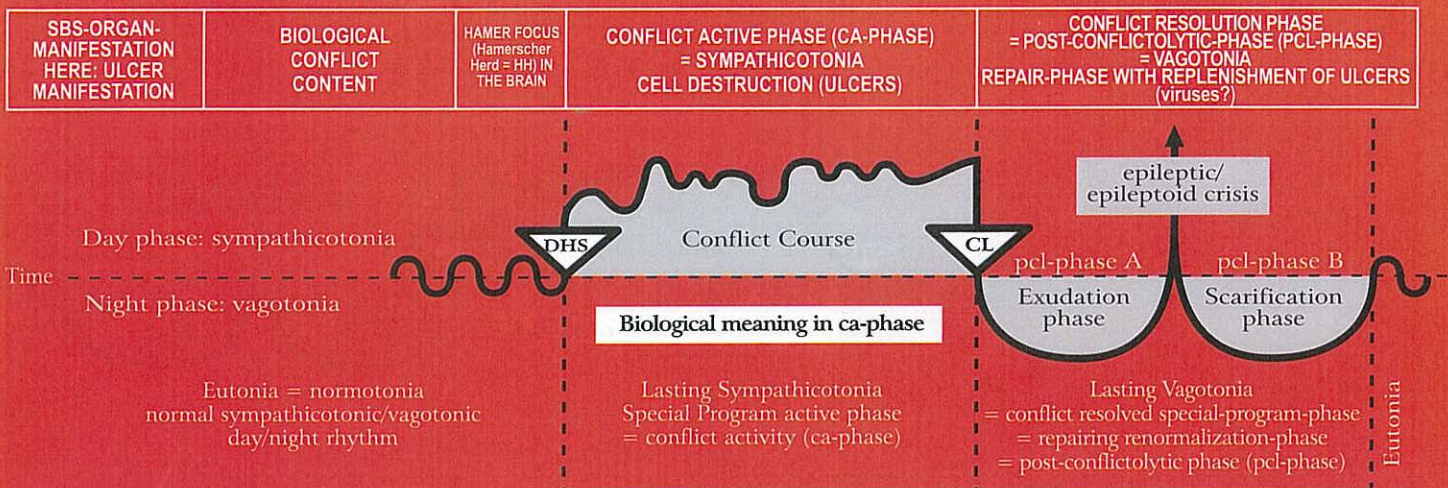 SBS-ORGAN-
MANIFESTATION
HERE: ULCER
MANIFESTATION
BIOLOGICAL
CONFLICT
CONTENT
HAMER FOCUS
(Hamerscher
Herd = HH) IN
THE BRAIN
CONFLICT ACTIVE PHASE (CA-PHASE)
= SYMPATHICOTONIA
CELL DESTRUCTION (ULCERS)
CONFLICT RESOLUTION PHASE
= POST-CONFLICTOLYTIC-PHASE (PCL-PHASE)
= VAGOTONIA
REPAIR-PHASE WITH REPLENISHMENT OF ULCERS
(viruses?)
epileptic/
epileptoid crisis
Day phase: sympathicotonia
DHS
Conflict Course
CL
pcl-phase A
pcl-phase B
Time
Night phase: vagotonia
Exudation
phase
Scarification
phase
Biological meaning in ca-phase
Eutonia = normotonia
normal sympathicotonic/vagotonic
day/night rhythm
Lasting Sympathicotonia
Special Program active phase
= conflict activity (ca-phase)
Lasting Vagotonia
= conflict resolved special-program-phase
= repairing renormalization-phase
= post-conflictolytic phase (pcl-phase)
Eutonia